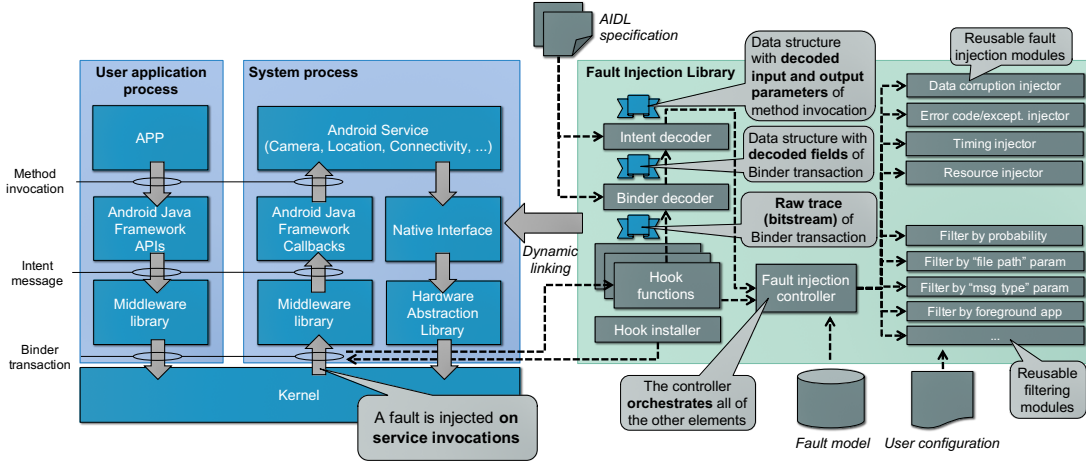 AIDL
specification
User application
process
System process
APP
Android Service
(Camera, Location, Connectivity, ...)
Method
invocation
Android Java
Framework
APIs
Android Java
Framework
Callbacks
Native Interface
Intent
message
Middleware
library
Middleware
library
Hardware
Abstraction
Library
Binder
transaction
Kernel
A fault is injected on
service invocations
Dynamic
linking
Fault Injection Library
Data structure
with decoded
input and output
parameters of
method invocation
Intent decoder
Data structure with
decoded fields of
Binder transaction
Binder decoder
Raw trace
(bitstream) of
Binder transaction
Hook
functions
Fault injection
controller
Hook installer
The controller
orchestrates all of
the other elements
Reusable fault
injection modules
Data corruption injector
Error code/except. injector
Timing injector
Resource injector
Filter by probability
Filter by “file path” param
Filter by “msg type” param
Filter by foreground app
...
Reusable
filtering
modules
Fault model
User configuration